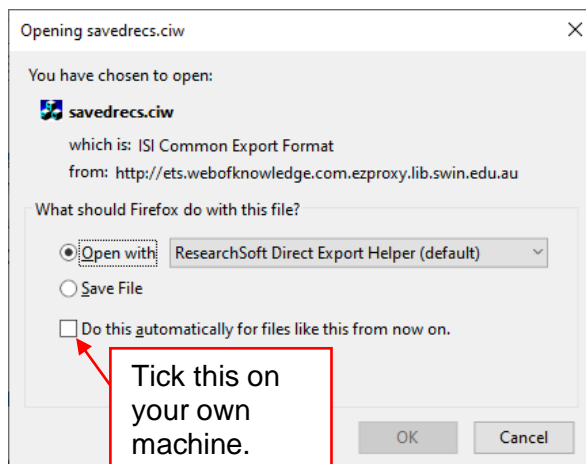 Opening savedrecs.ciw
You have chosen to open:
savedrecs.ciw
which is: ISI Common Export Format
from: http://ets.webofknowledge.com.ezproxy.lib.swin.edu.au
What should Firefox do with this file?
Open with ResearchSoft Direct Export Helper (default)
Save File
Do this automatically for files like this from now on.
Tick this on
your own
machine.
OK Cancel